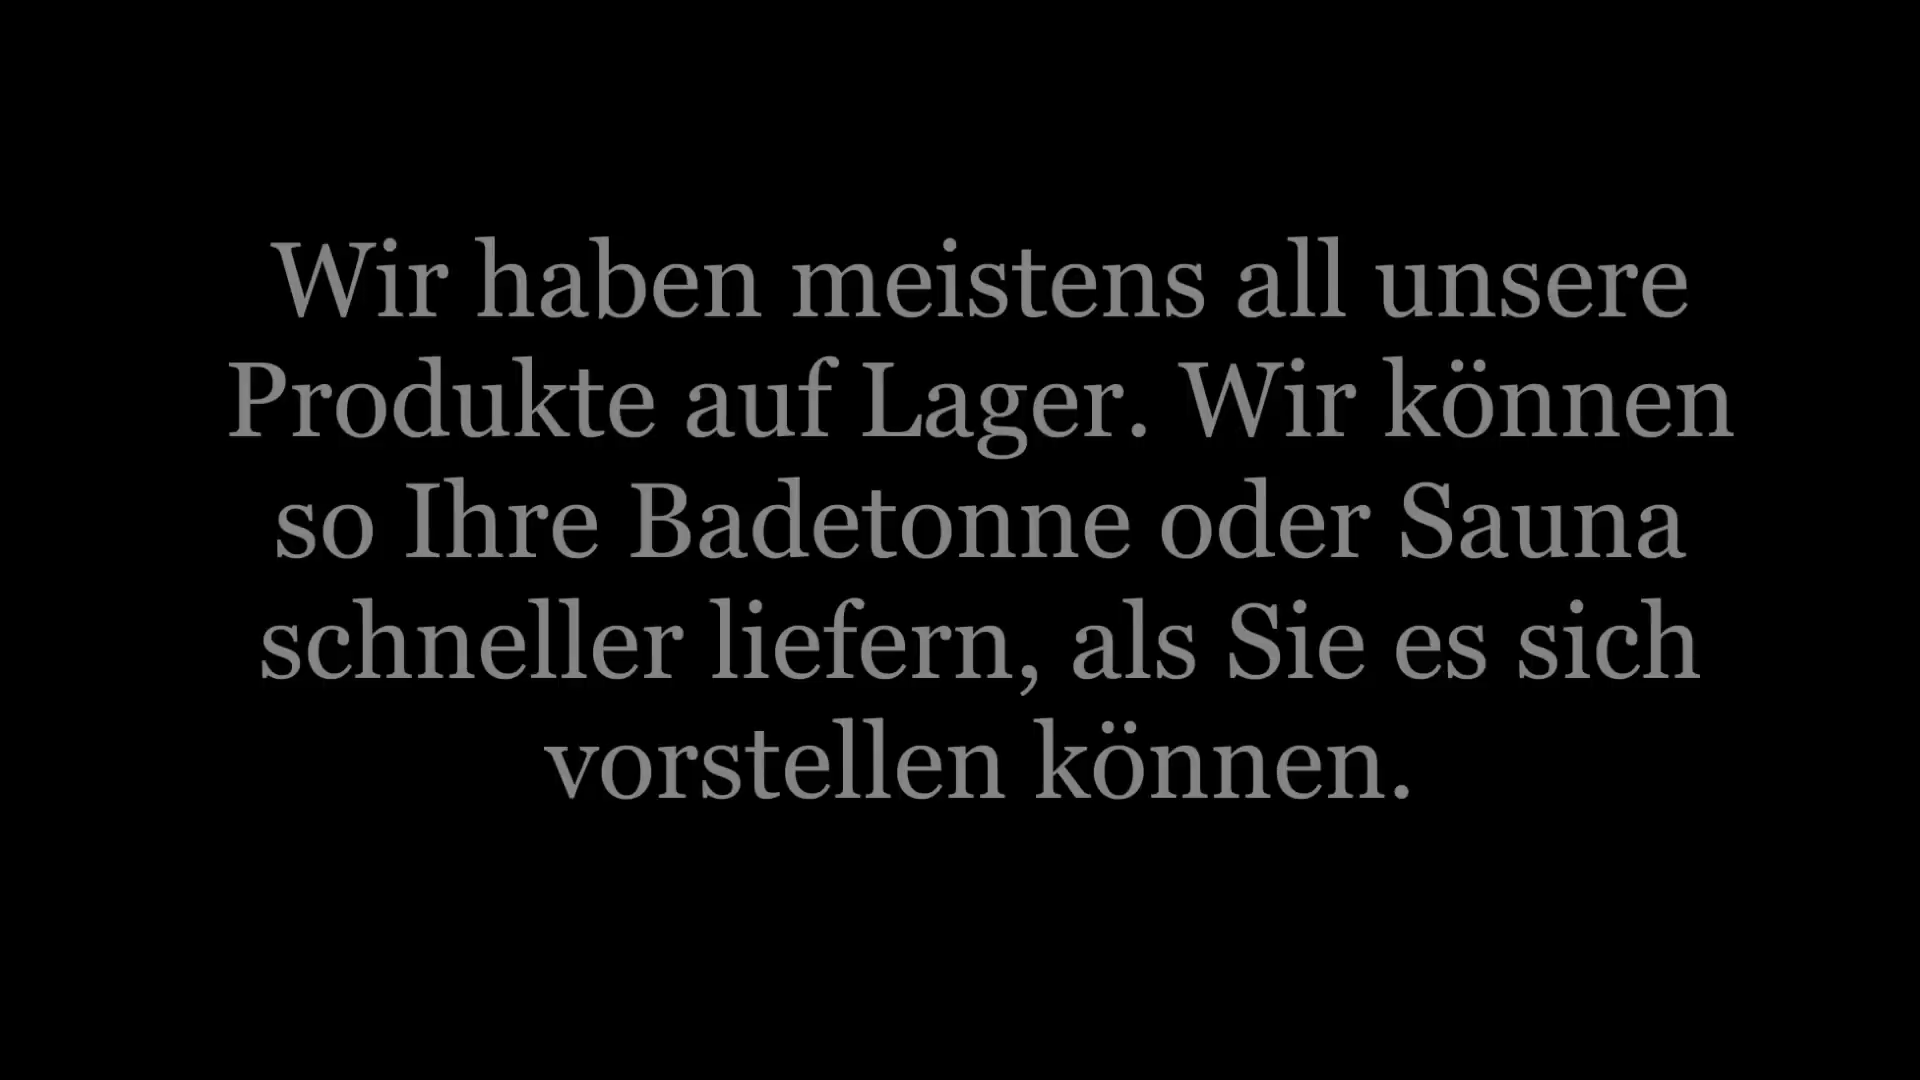 Wir haben meistens all unsere
Produkte auf Lager. Wir können
so Ihre Badetonne oder Sauna
schneller liefern, als Sie es sich
vorstellen können.